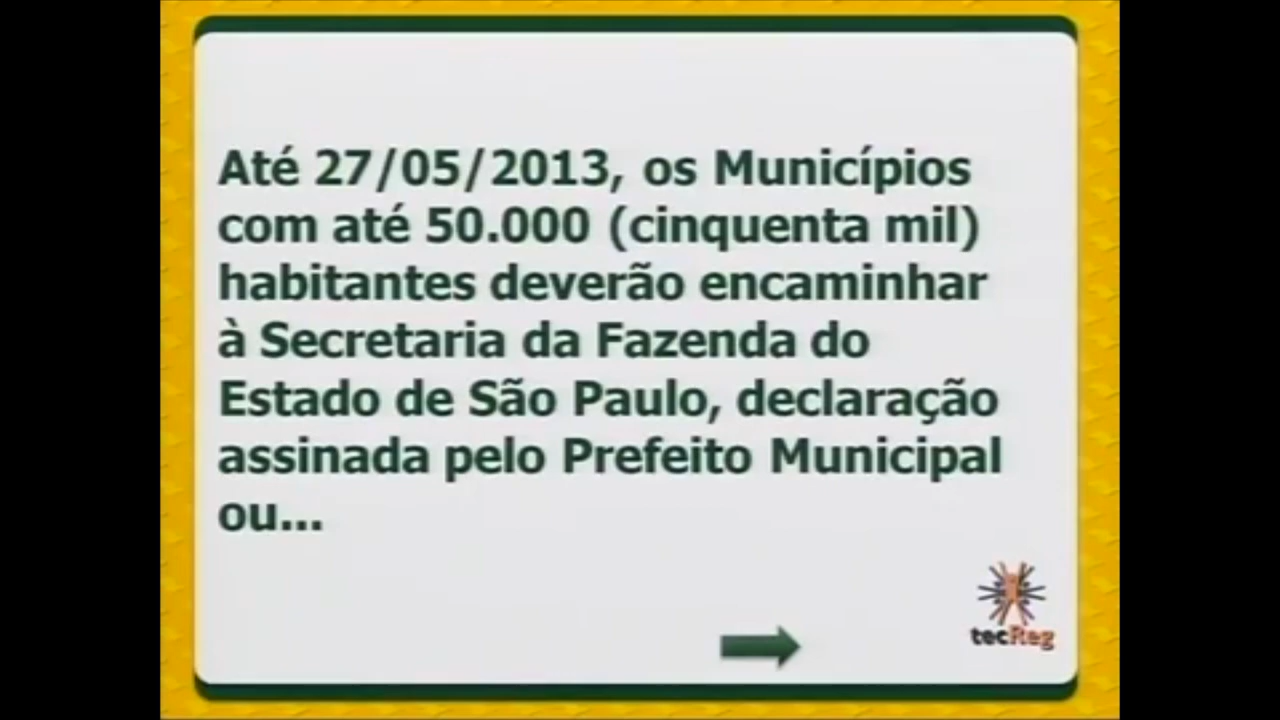 Até 27/05/2013, os Municípios
com até 50.000 (cinquenta mil)
habitantes deverão encaminhar
à Secretaria da Fazenda do
Estado de São Paulo, declaração
assinada pelo Prefeito Municipal
ou...
tecReg